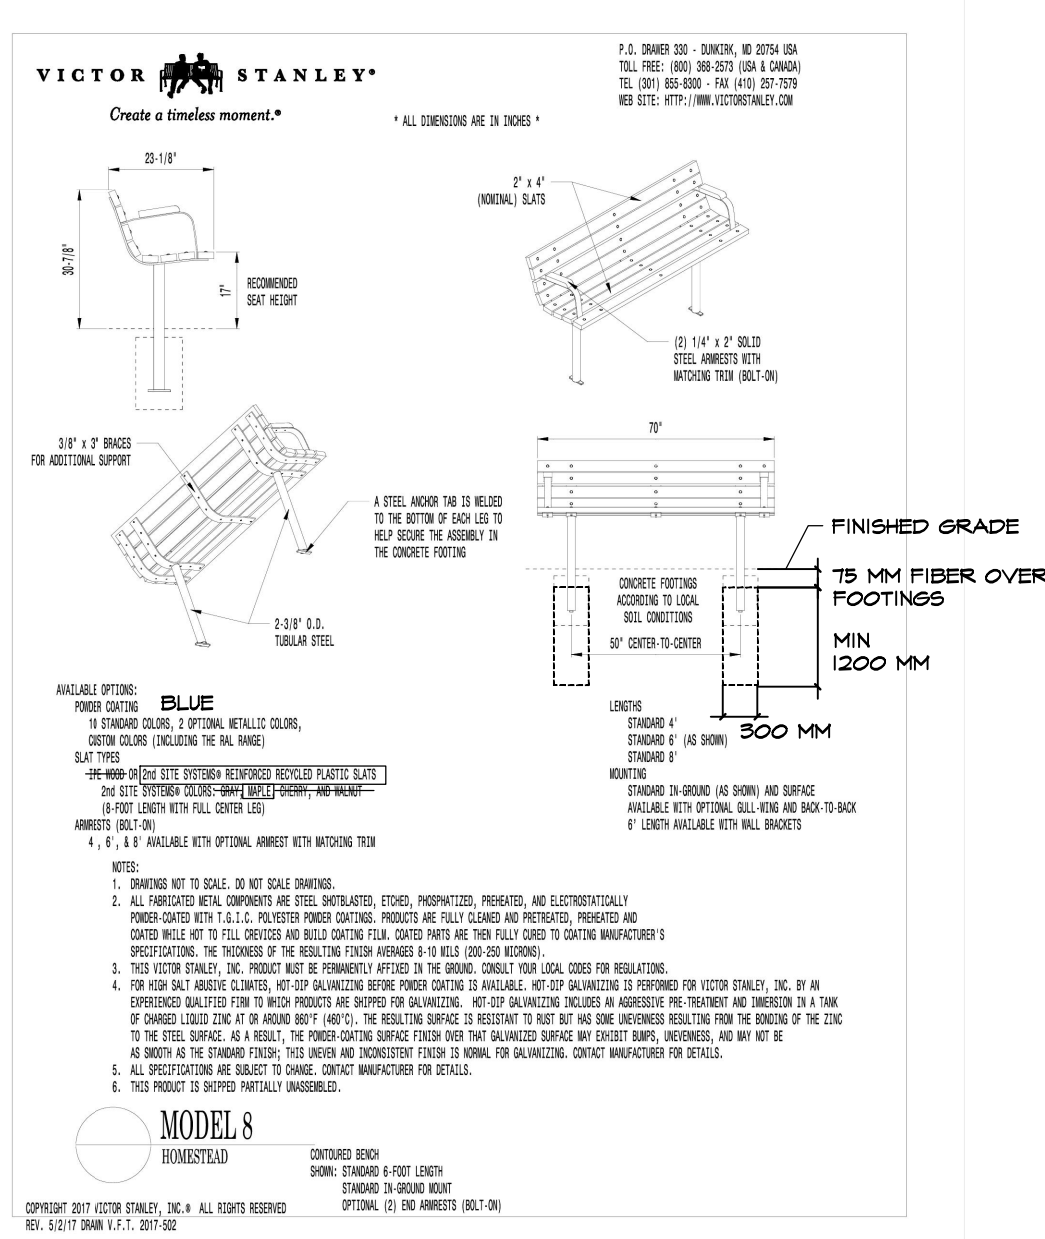 VICTOR STANLEY®
Create a timeless moment.®
P.O. DRAWER 330 - DUNKIRK, MD 20754 USA
TOLL FREE: (800) 368-2573 (USA & CANADA)
TEL (301) 855-8300 - FAX (410) 257-7579
WEB SITE: HTTP://WWW.VICTORSTANLEY.COM
* ALL DIMENSIONS ARE IN INCHES *
23-1/8"
30-7/8"
17"
RECOMMENDED
SEAT HEIGHT
2" x 4"
(NOMINAL) SLATS
(2) 1/4" x 2" SOLID
STEEL ARMRESTS WITH
MATCHING TRIM (BOLT-ON)
3/8" x 3" BRACES
FOR ADDITIONAL SUPPORT
A STEEL ANCHOR TAB IS WELDED
TO THE BOTTOM OF EACH LEG TO
HELP SECURE THE ASSEMBLY IN
THE CONCRETE FOOTING
2-3/8" O.D.
TUBULAR STEEL
70"
FINISHED GRADE
75 MM FIBER OVER
FOOTINGS
CONCRETE FOOTINGS
ACCORDING TO LOCAL
SOIL CONDITIONS
50" CENTER-TO-CENTER
MIN
1200 MM
300 MM
AVAILABLE OPTIONS:
POWDER COATING BLUE
10 STANDARD COLORS, 2 OPTIONAL METALLIC COLORS,
CUSTOM COLORS (INCLUDING THE RAL RANGE)
SLAT TYPES
IPE WOOD OR 2nd SITE SYSTEMS® REINFORCED RECYCLED PLASTIC SLATS
2nd SITE SYSTEMS® COLORS: GRAY, MAPLE, CHERRY, AND WALNUT
(8-FOOT LENGTH WITH FULL CENTER LEG)
ARMRESTS (BOLT-ON)
4 , 6', & 8' AVAILABLE WITH OPTIONAL ARMREST WITH MATCHING TRIM
LENGTHS
STANDARD 4'
STANDARD 6' (AS SHOWN)
STANDARD 8'
MOUNTING
STANDARD IN-GROUND (AS SHOWN) AND SURFACE
AVAILABLE WITH OPTIONAL GULL-WING AND BACK-TO-BACK
6' LENGTH AVAILABLE WITH WALL BRACKETS
NOTES:
1. DRAWINGS NOT TO SCALE. DO NOT SCALE DRAWINGS.
2. ALL FABRICATED METAL COMPONENTS ARE STEEL SHOTBLASTED, ETCHED, PHOSPHATIZED, PREHEATED, AND ELECTROSTATICALLY
POWDER-COATED WITH T.G.I.C. POLYESTER POWDER COATINGS. PRODUCTS ARE FULLY CLEANED AND PRETREATED, PREHEATED AND
COATED WHILE HOT TO FILL CREVICES AND BUILD COATING FILM. COATED PARTS ARE THEN FULLY CURED TO COATING MANUFACTURER'S
SPECIFICATIONS. THE THICKNESS OF THE RESULTING FINISH AVERAGES 8-10 MILS (200-250 MICRONS).
3. THIS VICTOR STANLEY, INC. PRODUCT MUST BE PERMANENTLY AFFIXED IN THE GROUND. CONSULT YOUR LOCAL CODES FOR REGULATIONS.
4. FOR HIGH SALT ABUSIVE CLIMATES, HOT-DIP GALVANIZING BEFORE POWDER COATING IS AVAILABLE. HOT-DIP GALVANIZING IS PERFORMED FOR VICTOR STANLEY, INC. BY AN
EXPERIENCED QUALIFIED FIRM TO WHICH PRODUCTS ARE SHIPPED FOR GALVANIZING. HOT-DIP GALVANIZING INCLUDES AN AGGRESSIVE PRE-TREATMENT AND IMMERSION IN A TANK
OF CHARGED LIQUID ZINC AT OR AROUND 860°F (460°C). THE RESULTING SURFACE IS RESISTANT TO RUST BUT HAS SOME UNEVENNESS RESULTING FROM THE BONDING OF THE ZINC
TO THE STEEL SURFACE. AS A RESULT, THE POWDER-COATING SURFACE FINISH OVER THAT GALVANIZED SURFACE MAY EXHIBIT BUMPS, UNEVENNESS, AND MAY NOT BE
AS SMOOTH AS THE STANDARD FINISH; THIS UNEVEN AND INCONSISTENT FINISH IS NORMAL FOR GALVANIZING. CONTACT MANUFACTURER FOR DETAILS.
5. ALL SPECIFICATIONS ARE SUBJECT TO CHANGE. CONTACT MANUFACTURER FOR DETAILS.
6. THIS PRODUCT IS SHIPPED PARTIALLY UNASSEMBLED.
MODEL 8
HOMESTEAD
CONTOURED BENCH
SHOWN: STANDARD 6-FOOT LENGTH
STANDARD IN-GROUND MOUNT
OPTIONAL (2) END ARMRESTS (BOLT-ON)
COPYRIGHT 2017 VICTOR STANLEY, INC.® ALL RIGHTS RESERVED
REV. 5/2/17 DRAWN V.F.T. 2017-502